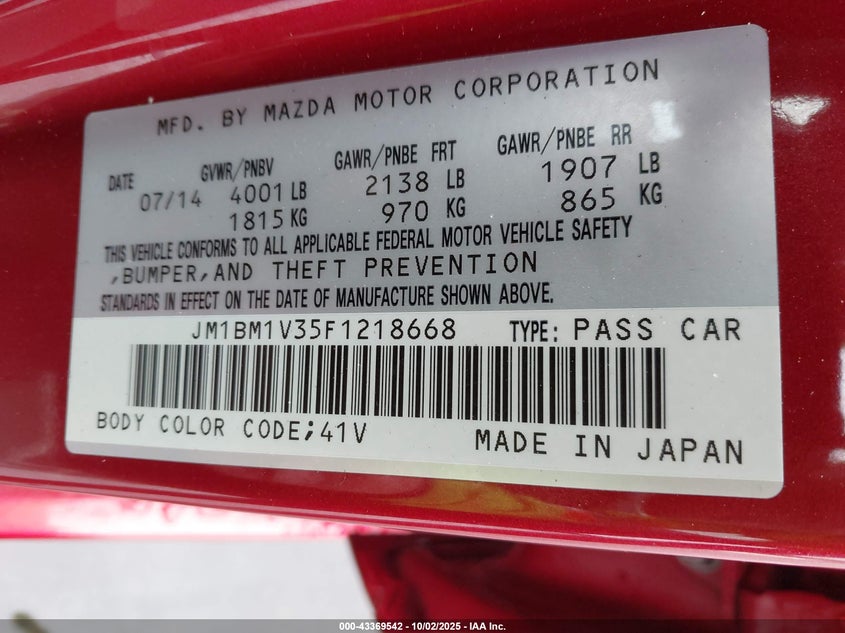 MFD. BY MAZDA MOTOR CORPORATION
DATE GVWR/PNBV GAWR/PNBE FRT GAWR/PNBE RR
07/14 4001 LB 2138 LB 1907 LB
1815 KG 970 KG 865 KG
THIS VEHICLE CONFORMS TO ALL APPLICABLE FEDERAL MOTOR VEHICLE SAFETY
,BUMPER,AND THEFT PREVENTION
STANDARDS IN EFFECT ON THE DATE OF MANUFACTURE SHOWN ABOVE.
JM1BM1V35F1218668 TYPE: PASS CAR
BODY COLOR CODE;41V MADE IN JAPAN
000-43369542 - 10/02/2025 - IAA Inc.